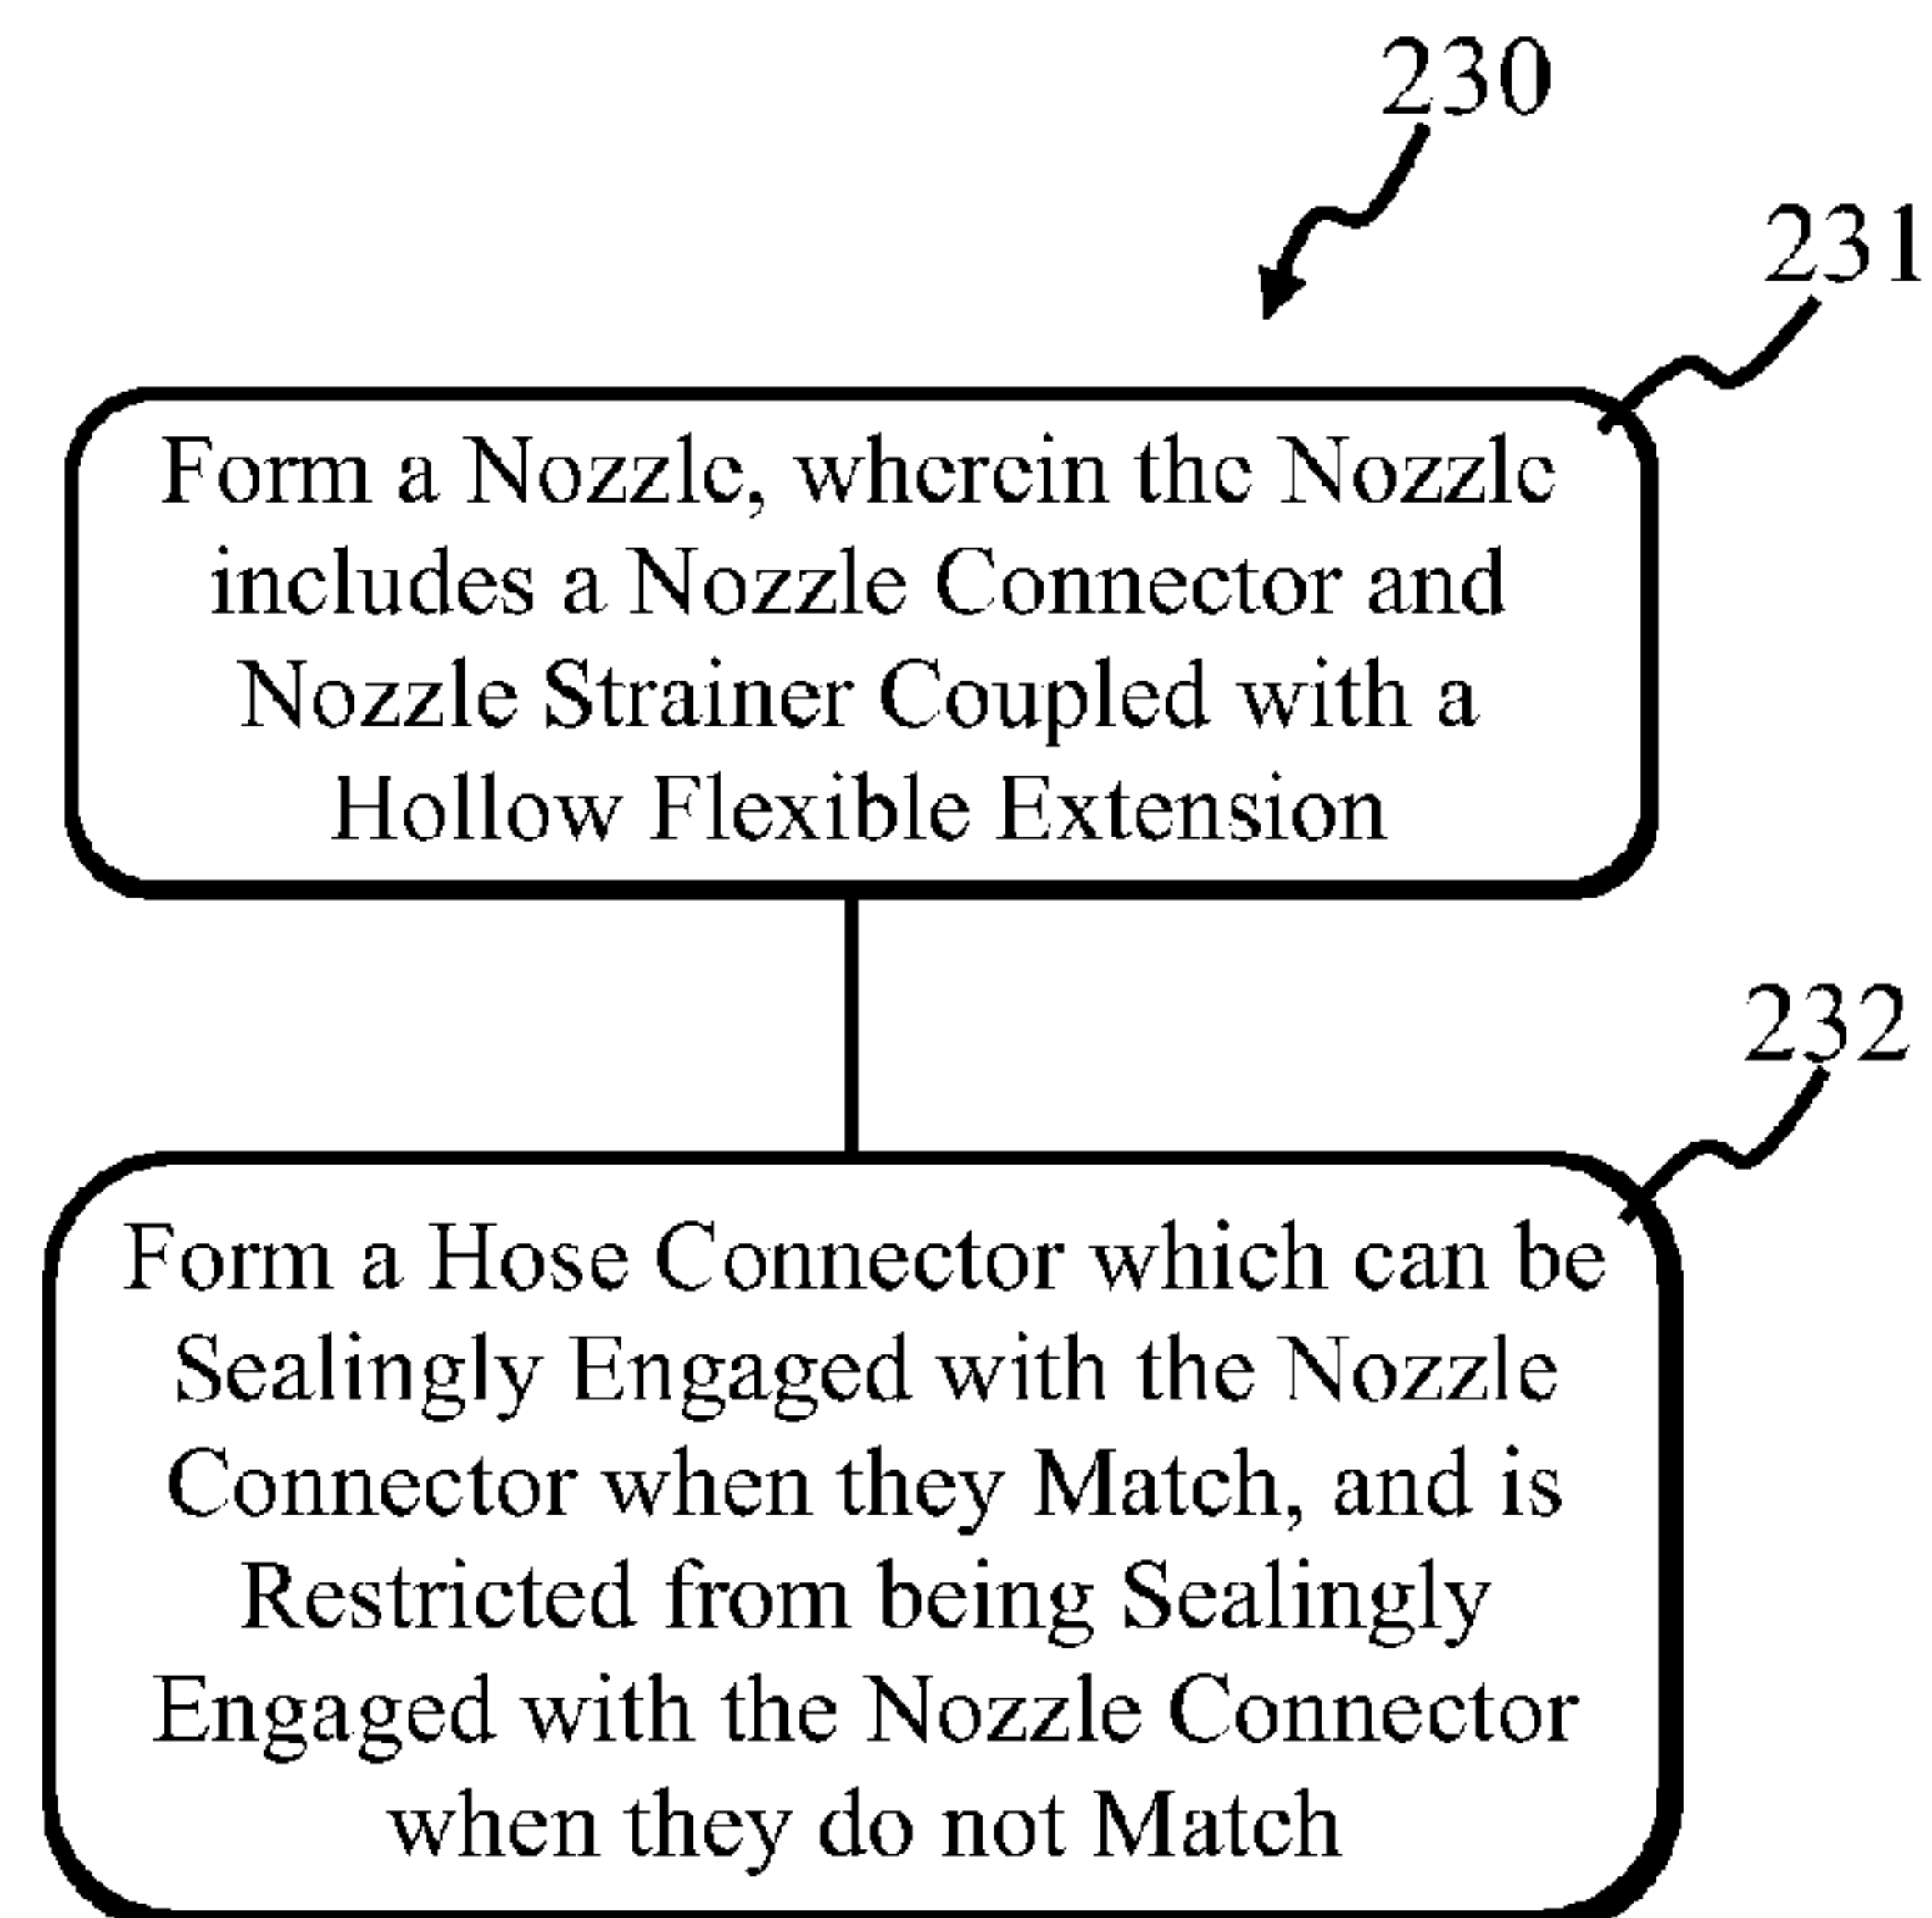 230
231
Form a Nozzle, wherein the Nozzle
includes a Nozzle Connector and
Nozzle Strainer Coupled with a
Hollow Flexible Extension
232
Form a Hose Connector which can be
Sealingly Engaged with the Nozzle
Connector when they Match, and is
Restricted from being Sealingly
Engaged with the Nozzle Connector
when they do not Match